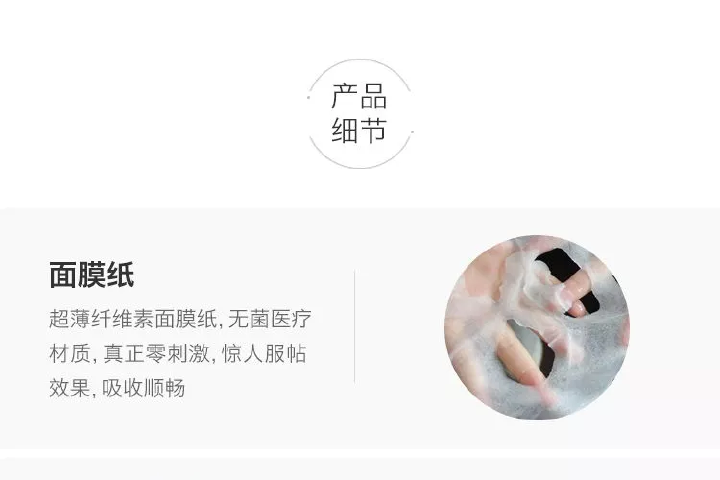 产品
细节
面膜纸
超薄纤维素面膜纸, 无菌医疗
材质, 真正零刺激, 惊人服帖
效果, 吸收顺畅